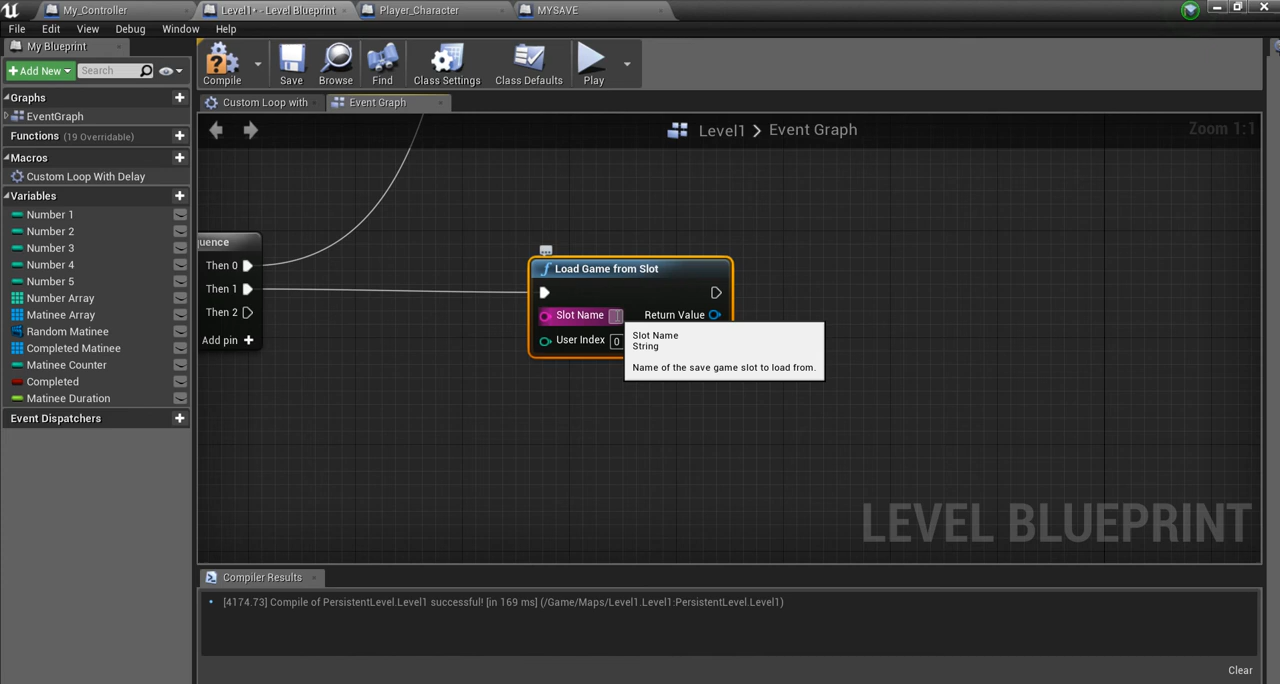 My_Controller
Level1* - Level Blueprint
Player_Character
MYSAVE
File Edit View Debug Window Help
My Blueprint
Add New
Search
Compile
Save
Browse
Find
Class Settings
Class Defaults
Play
Graphs
EventGraph
Functions (19 Overridable)
Macros
Custom Loop With Delay
Variables
Number 1
Number 2
Number 3
Number 4
Number 5
Number Array
Matinee Array
Random Matinee
Completed Matinee
Matinee Counter
Completed
Matinee Duration
Event Dispatchers
Custom Loop with
Event Graph
Level1 > Event Graph
Zoom 1:1
uence
Then 0
Then 1
Then 2
Add pin
Load Game from Slot
Slot Name
Return Value
User Index 0
Slot Name
String
Name of the save game slot to load from.
LEVEL BLUEPRINT
Compiler Results
[4174.73] Compile of PersistentLevel.Level1 successful! [in 169 ms] (/Game/Maps/Level1.Level1:PersistentLevel.Level1)
Clear